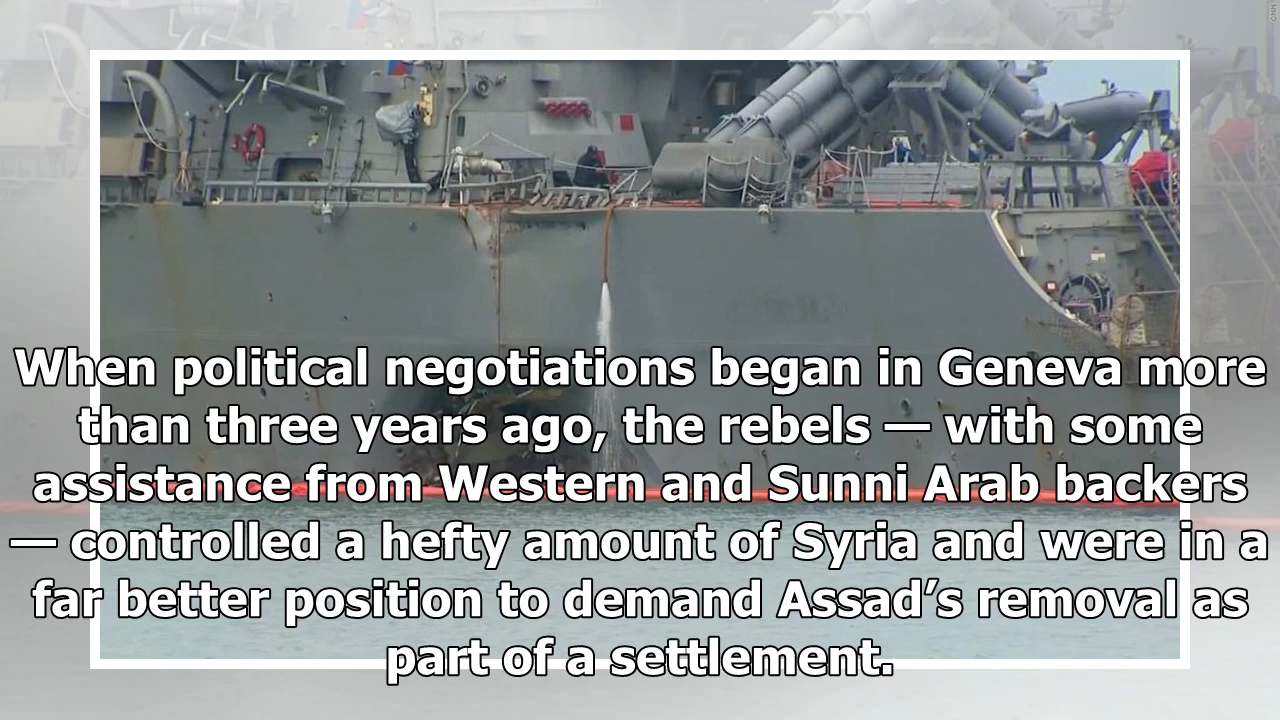 CNN
When political negotiations began in Geneva more
than three years ago, the rebels — with some
assistance from Western and Sunni Arab backers
— controlled a hefty amount of Syria and were in a
far better position to demand Assad’s removal as
part of a settlement.